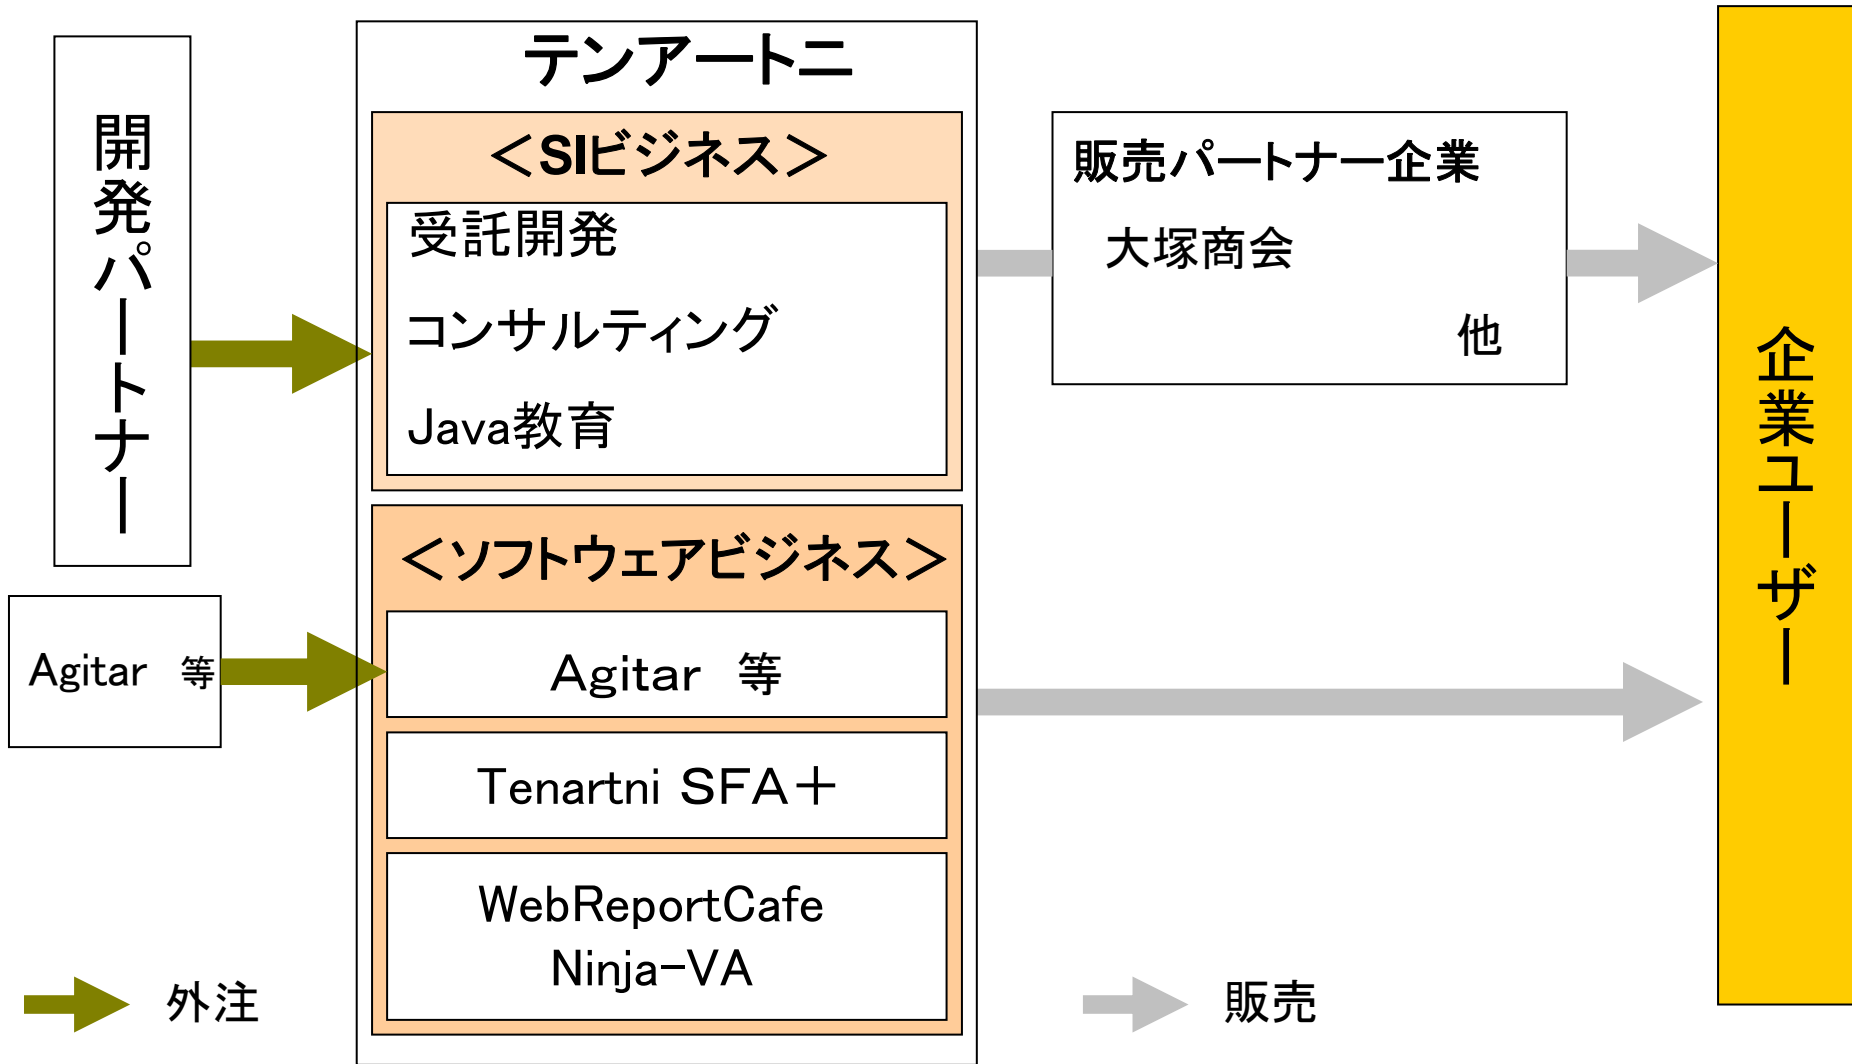 開発パートナー
Agitar 等
テンアートニ
＜SIビジネス＞
受託開発
コンサルティング
Java教育
＜ソフトウェアビジネス＞
Agitar 等
Tenartni SFA＋
WebReportCafe
Ninja-VA
販売パートナー企業
大塚商会
他
企業ユーザー
外注
販売